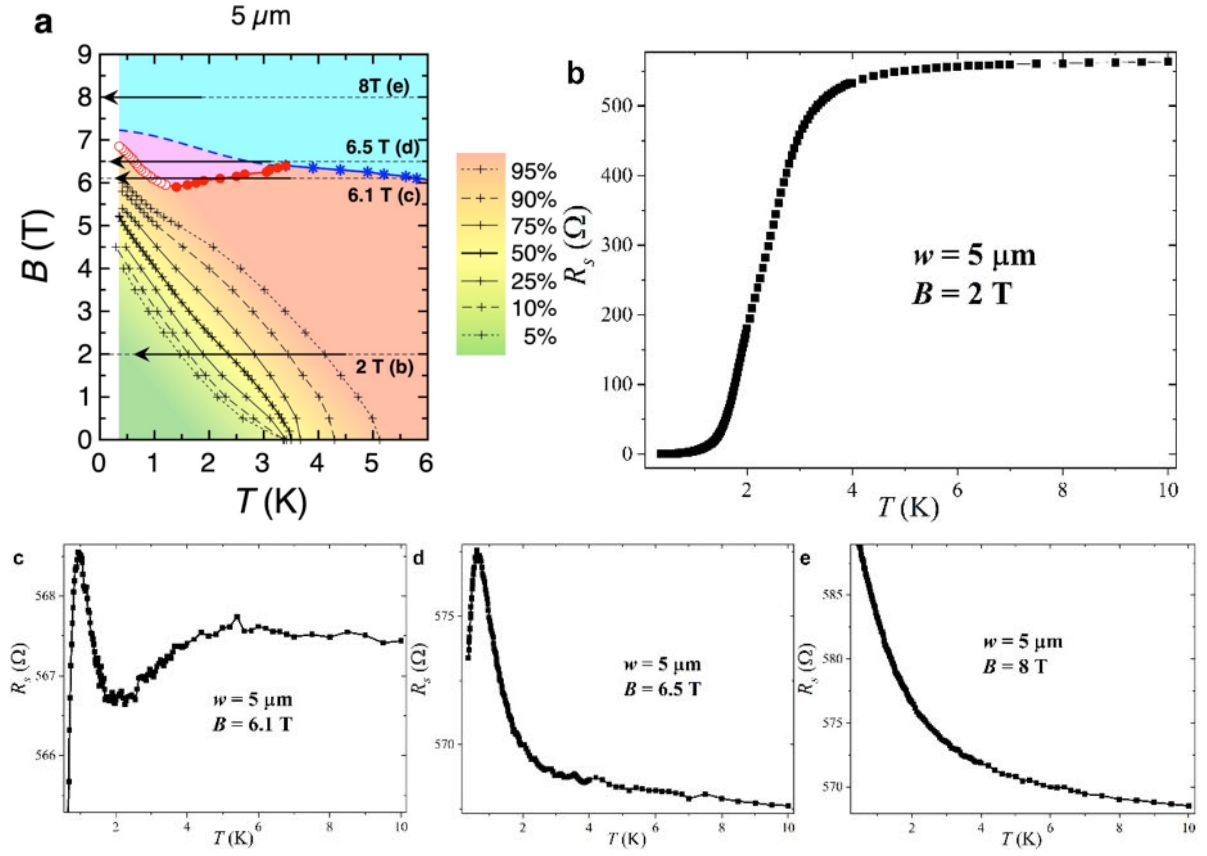 a
5 μm
B (T)
9
8
7
6
5
4
3
2
1
0
8T (e)
6.5 T (d)
6.1 T (c)
2 T (b)
0 1 2 3 4 5 6
T (K)
95%
90%
75%
50%
25%
10%
5%
b
R_s (Ω)
500
400
300
200
100
0
w = 5 μm
B = 2 T
2 4 6 8 10
T (K)
c
R_s (Ω)
568
567
566
w = 5 μm
B = 6.1 T
2 4 6 8 10
T (K)
d
R_s (Ω)
575
570
w = 5 μm
B = 6.5 T
2 4 6 8 10
T (K)
e
R_s (Ω)
585
580
575
570
w = 5 μm
B = 8 T
2 4 6 8 10
T (K)